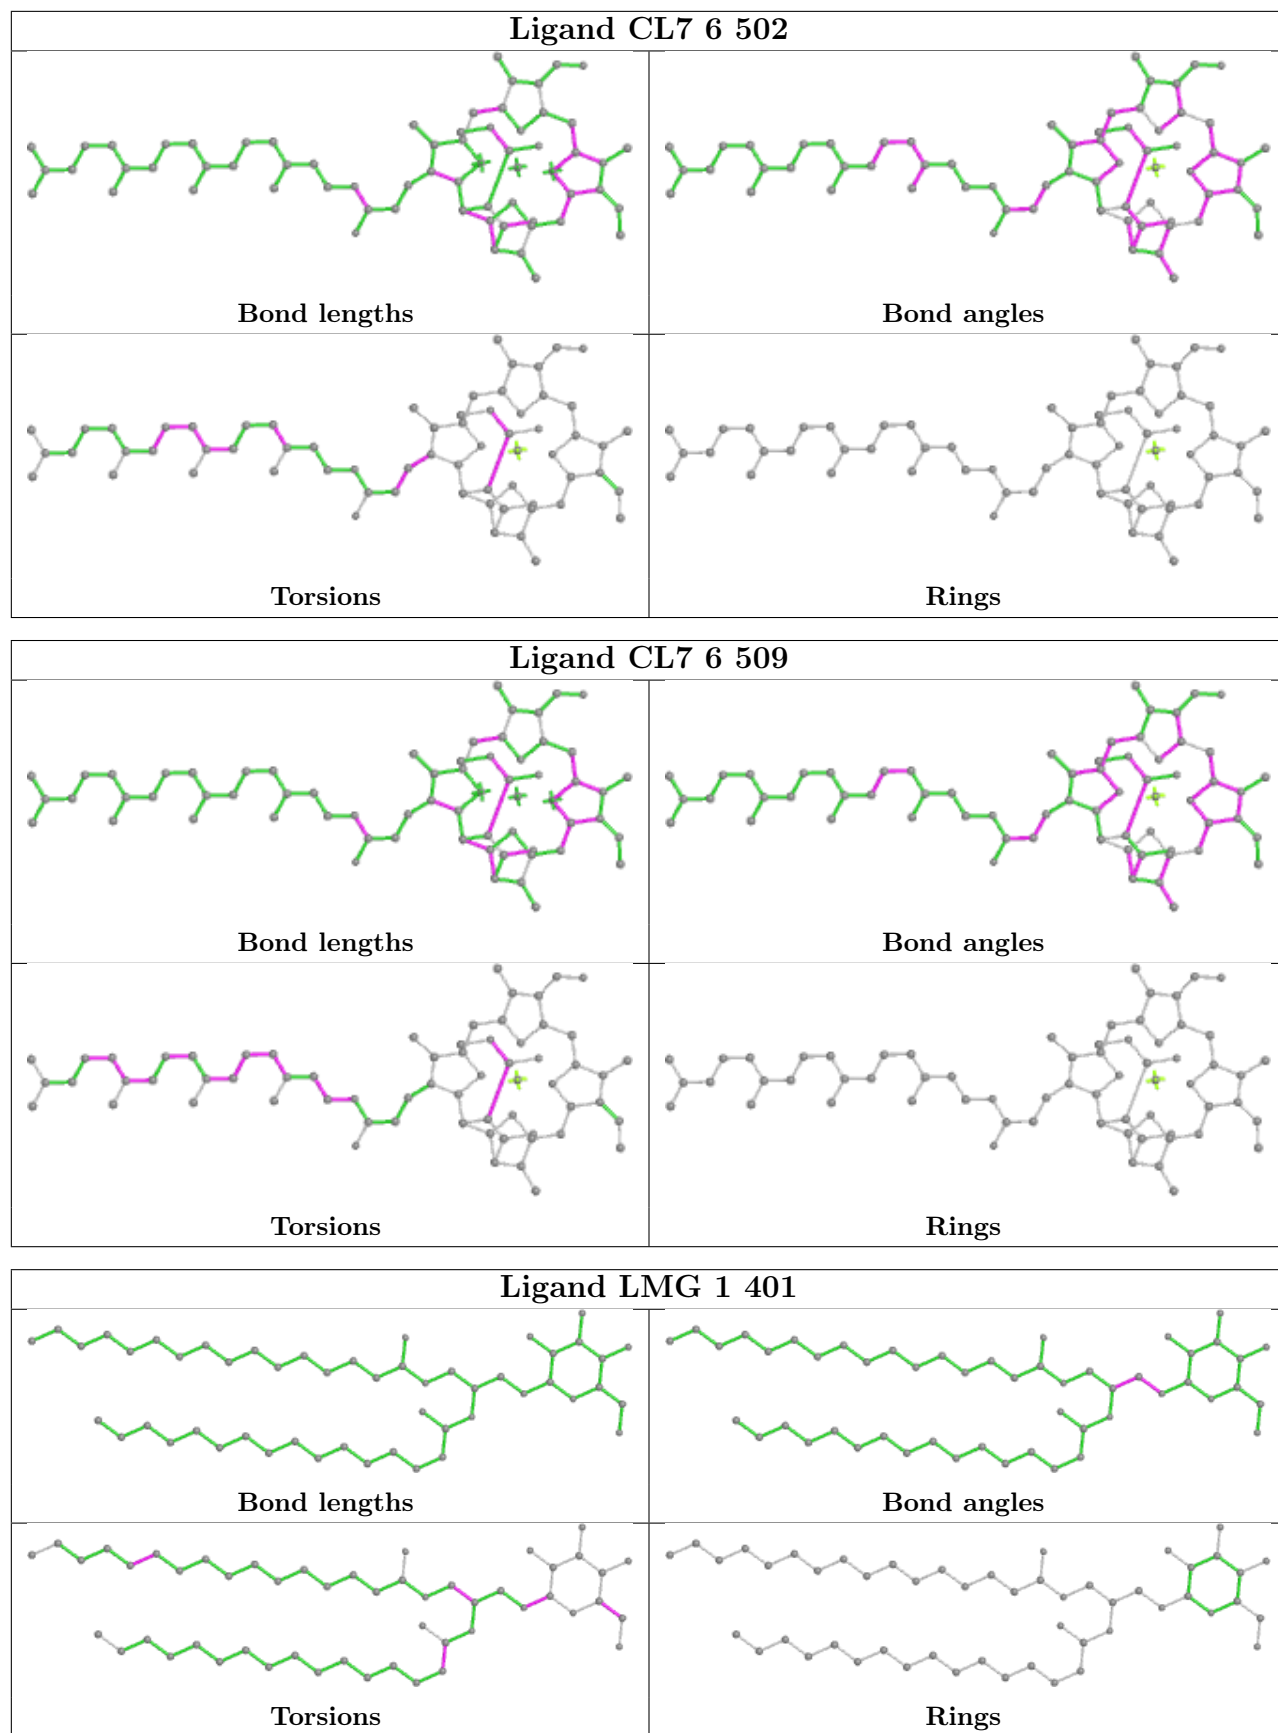 Ligand CL7 6 502
Bond lengths
Bond angles
Torsions
Rings
Ligand CL7 6 509
Bond lengths
Bond angles
Torsions
Rings
Ligand LMG 1 401
Bond lengths
Bond angles
Torsions
Rings